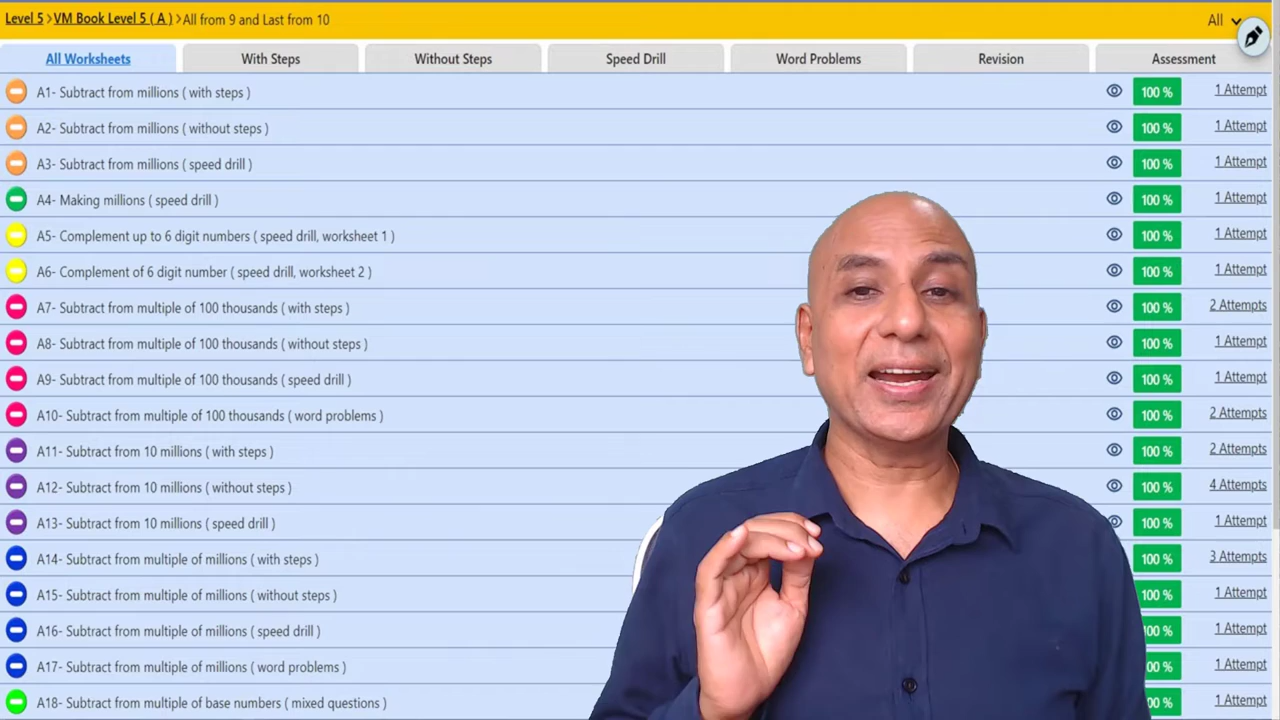 Level 5 >VM Book Level 5 ( A ) >All from 9 and Last from 10 All
All Worksheets With Steps Without Steps Speed Drill Word Problems Revision Assessment
A1- Subtract from millions ( with steps ) 100 % 1 Attempt
A2- Subtract from millions ( without steps ) 100 % 1 Attempt
A3- Subtract from millions ( speed drill ) 100 % 1 Attempt
A4- Making millions ( speed drill ) 100 % 1 Attempt
A5- Complement up to 6 digit numbers ( speed drill, worksheet 1 ) 100 % 1 Attempt
A6- Complement of 6 digit number ( speed drill, worksheet 2 ) 100 % 1 Attempt
A7- Subtract from multiple of 100 thousands ( with steps ) 100 % 2 Attempts
A8- Subtract from multiple of 100 thousands ( without steps ) 100 % 1 Attempt
A9- Subtract from multiple of 100 thousands ( speed drill ) 100 % 1 Attempt
A10- Subtract from multiple of 100 thousands ( word problems ) 100 % 2 Attempts
A11- Subtract from 10 millions ( with steps ) 100 % 2 Attempts
A12- Subtract from 10 millions ( without steps ) 100 % 4 Attempts
A13- Subtract from 10 millions ( speed drill ) 100 % 1 Attempt
A14- Subtract from multiple of millions ( with steps ) 100 % 3 Attempts
A15- Subtract from multiple of millions ( without steps ) 100 % 1 Attempt
A16- Subtract from multiple of millions ( speed drill ) 00 % 1 Attempt
A17- Subtract from multiple of millions ( word problems ) 00 % 1 Attempt
A18- Subtract from multiple of base numbers ( mixed questions ) 00 % 1 Attempt